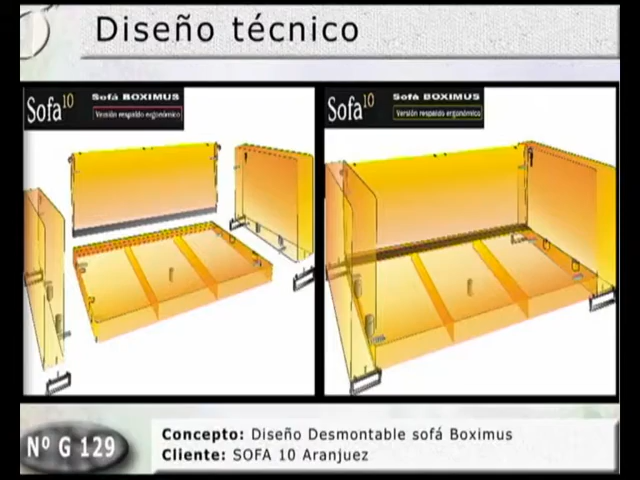 Diseño técnico
Sofa10
Sofá BOXIMUS
Versión respaldo ergonómico
Sofa10
Sofá BOXIMUS
Versión respaldo ergonómico
Nº G 129
Concepto: Diseño Desmontable sofá Boximus
Cliente: SOFA 10 Aranjuez